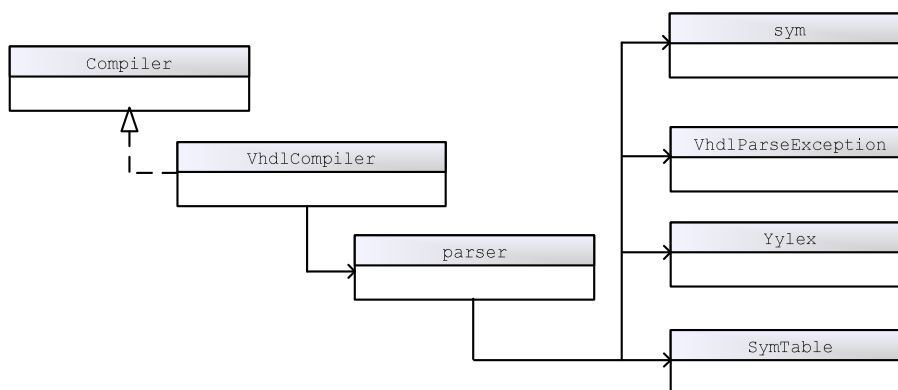 sym
Compiler
VhdlParseException
VhdlCompiler
Yylex
parser
SymTable